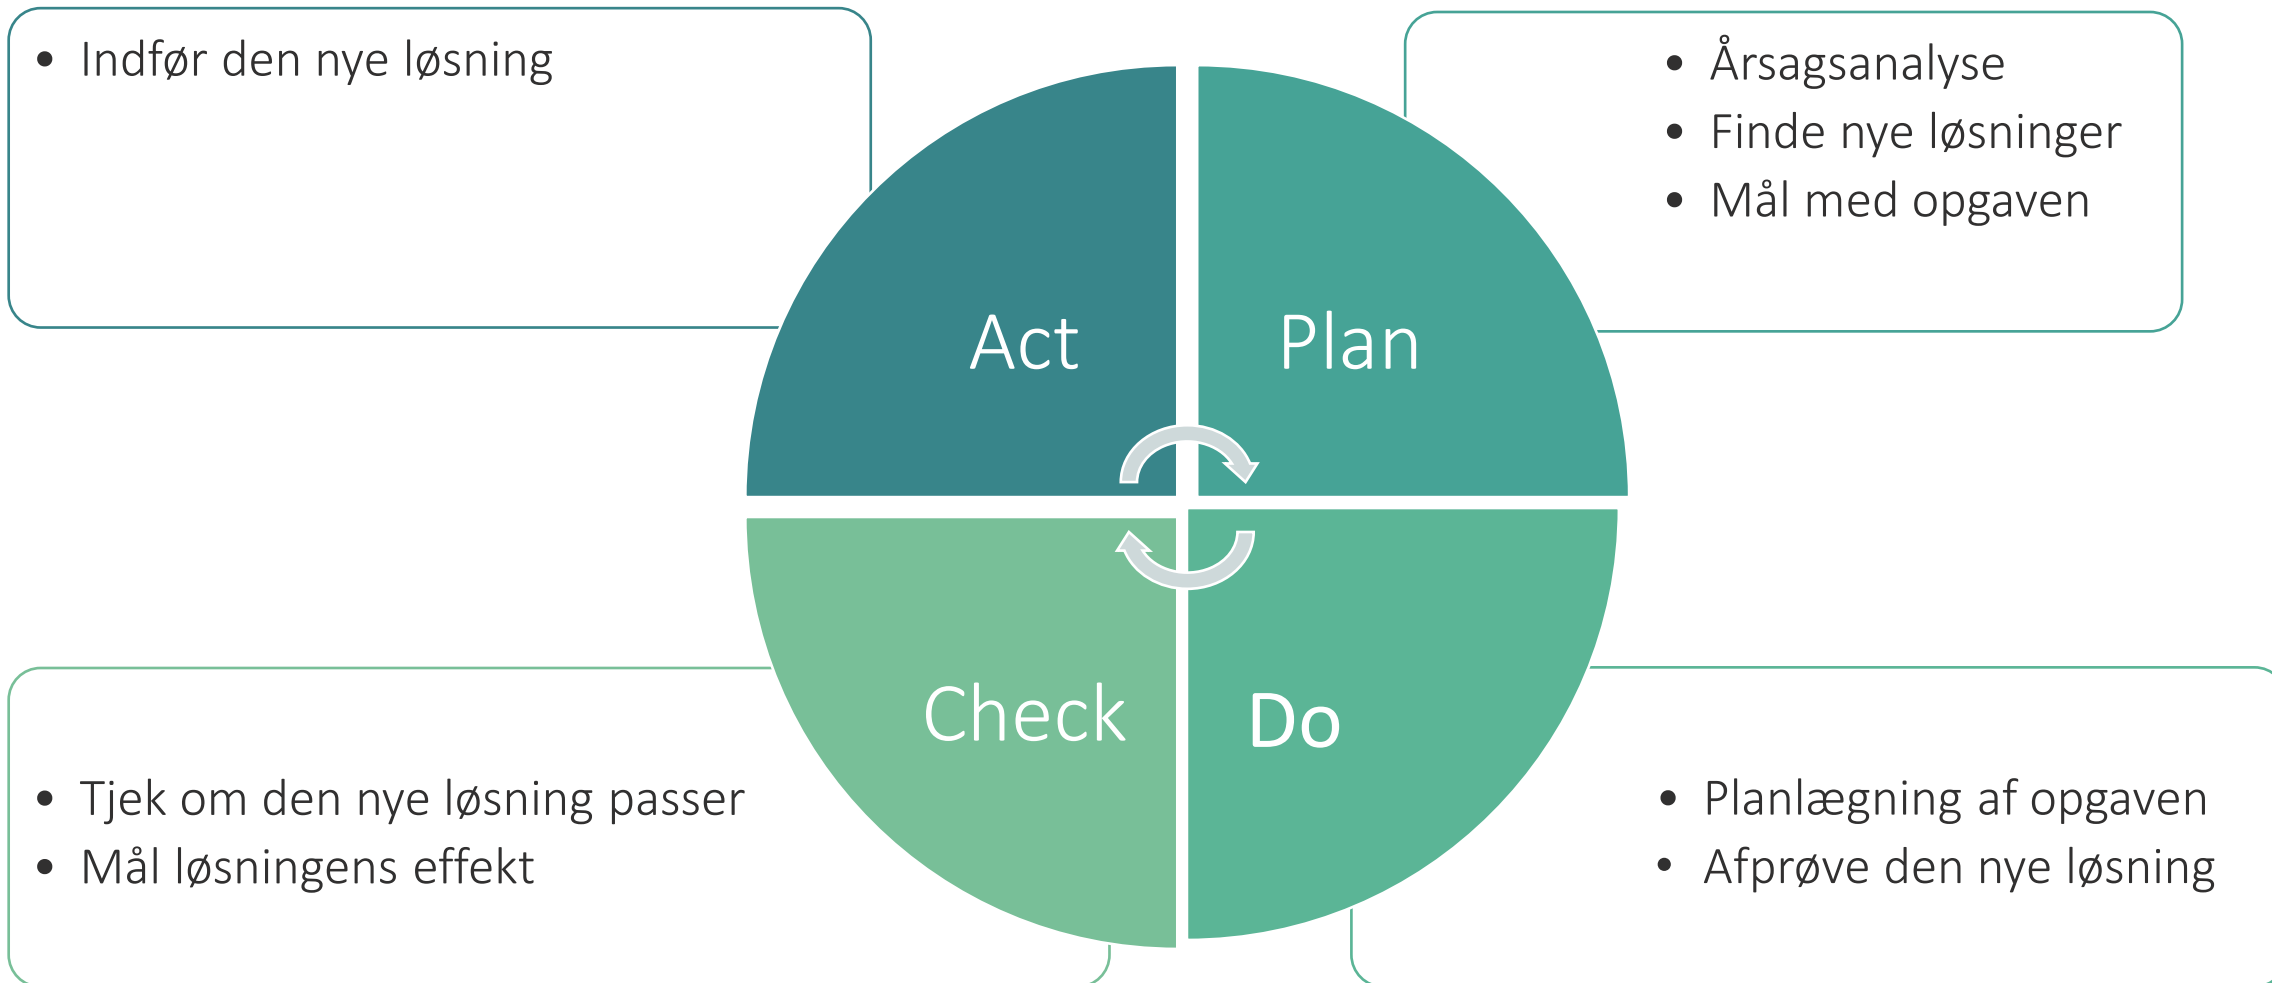 • Indfør den nye løsning
• Årsagsanalyse
• Finde nye løsninger
• Mål med opgaven
Act
Plan
Check
Do
• Tjek om den nye løsning passer
• Mål løsningens effekt
• Planlægning af opgaven
• Afprøve den nye løsning